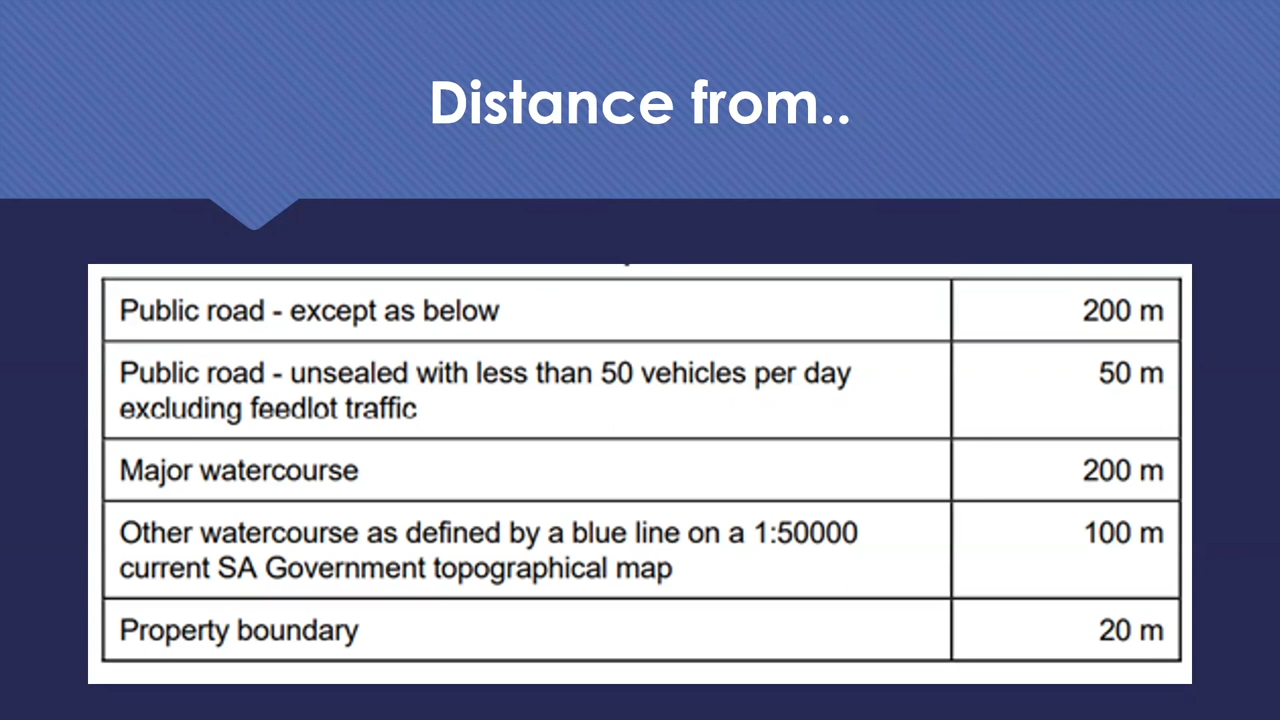 Distance from..
Public road - except as below
200 m
Public road - unsealed with less than 50 vehicles per day
50 m
excluding feedlot traffic
Major watercourse
200 m
Other watercourse as defined by a blue line on a 1:50000
100 m
current SA Government topographical map
Property boundary
20 m